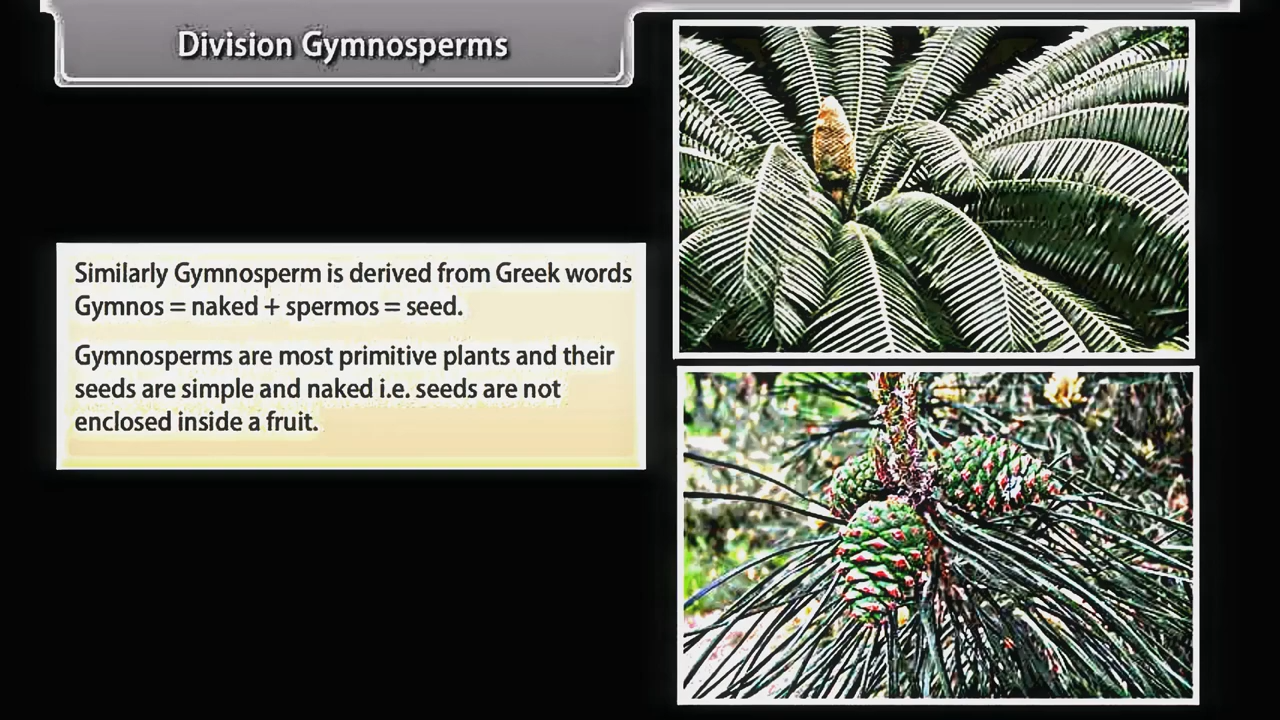 Division Gymnosperms
Similarly Gymnosperm is derived from Greek words
Gymnos = naked + spermos = seed.
Gymnosperms are most primitive plants and their
seeds are simple and naked i.e. seeds are not
enclosed inside a fruit.